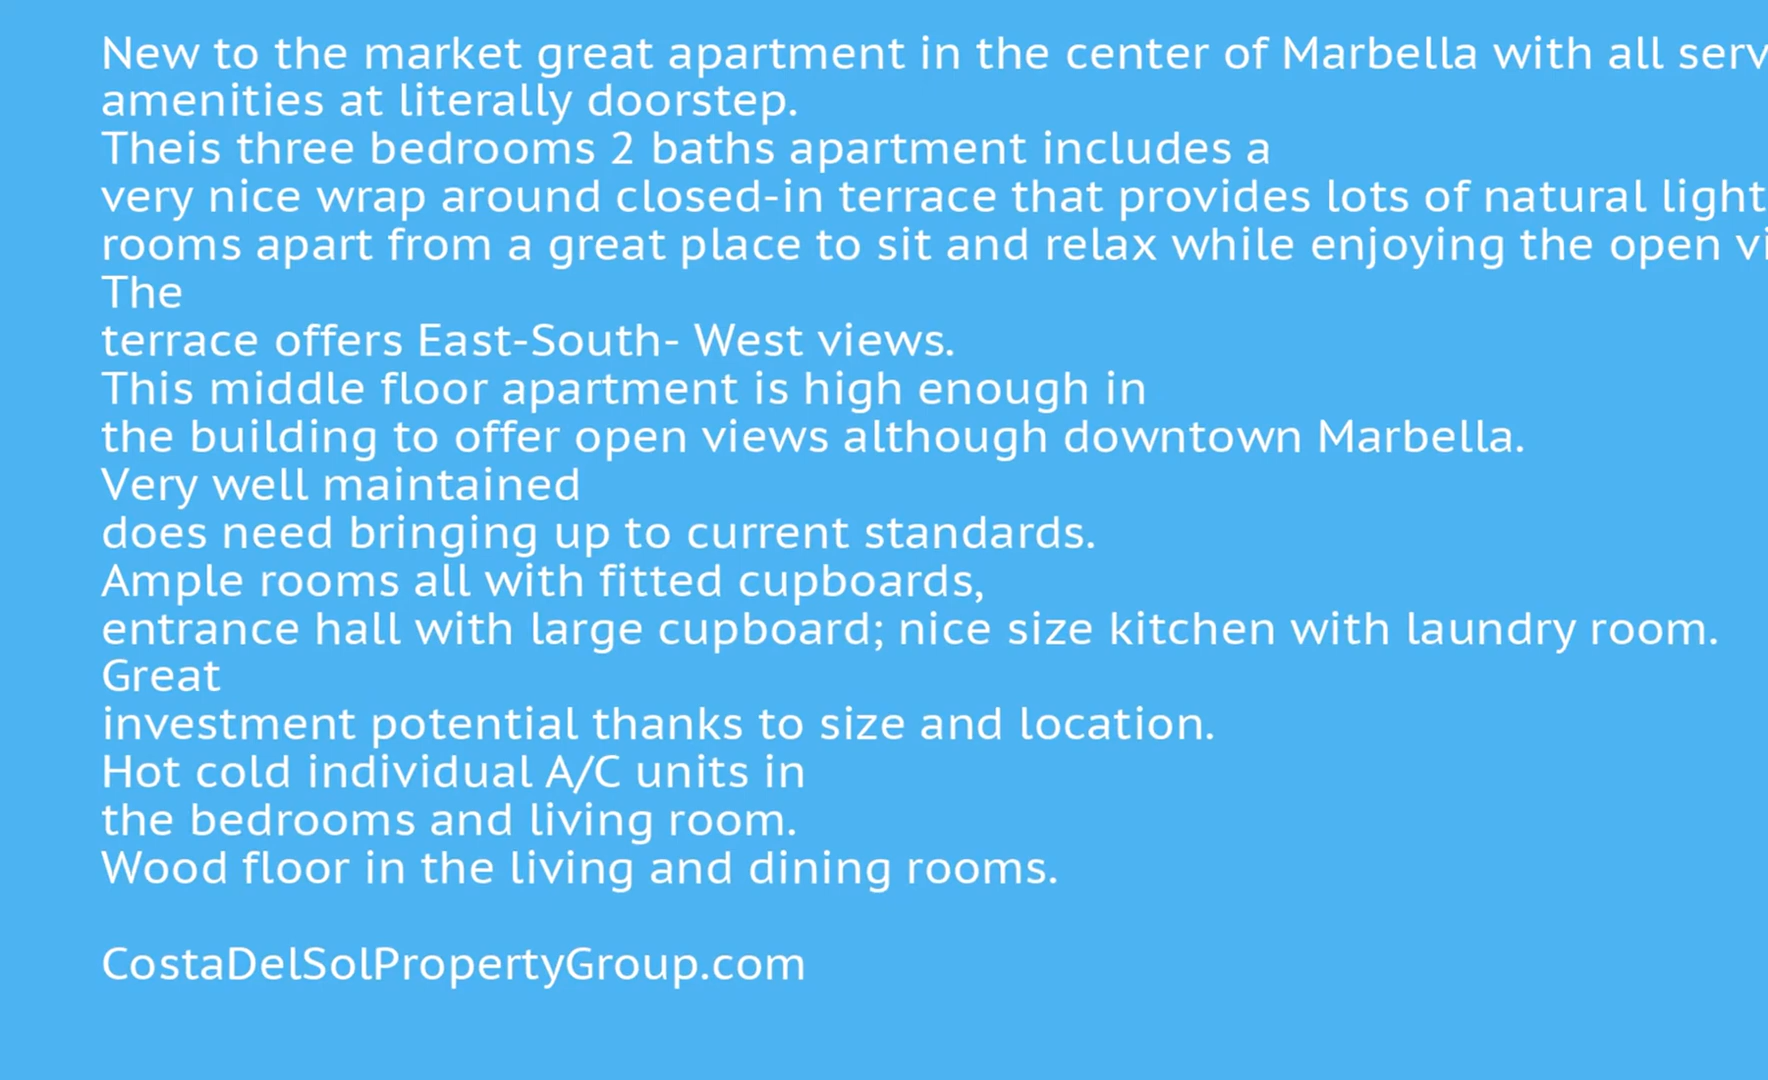 New to the market great apartment in the center of Marbella with all serv
amenities at literally doorstep.
Theis three bedrooms 2 baths apartment includes a
very nice wrap around closed-in terrace that provides lots of natural light
rooms apart from a great place to sit and relax while enjoying the open vi
The
terrace offers East-South- West views.
This middle floor apartment is high enough in
the building to offer open views although downtown Marbella.
Very well maintained
does need bringing up to current standards.
Ample rooms all with fitted cupboards,
entrance hall with large cupboard; nice size kitchen with laundry room.
Great
investment potential thanks to size and location.
Hot cold individual A/C units in
the bedrooms and living room.
Wood floor in the living and dining rooms.
CostaDelSolPropertyGroup.com